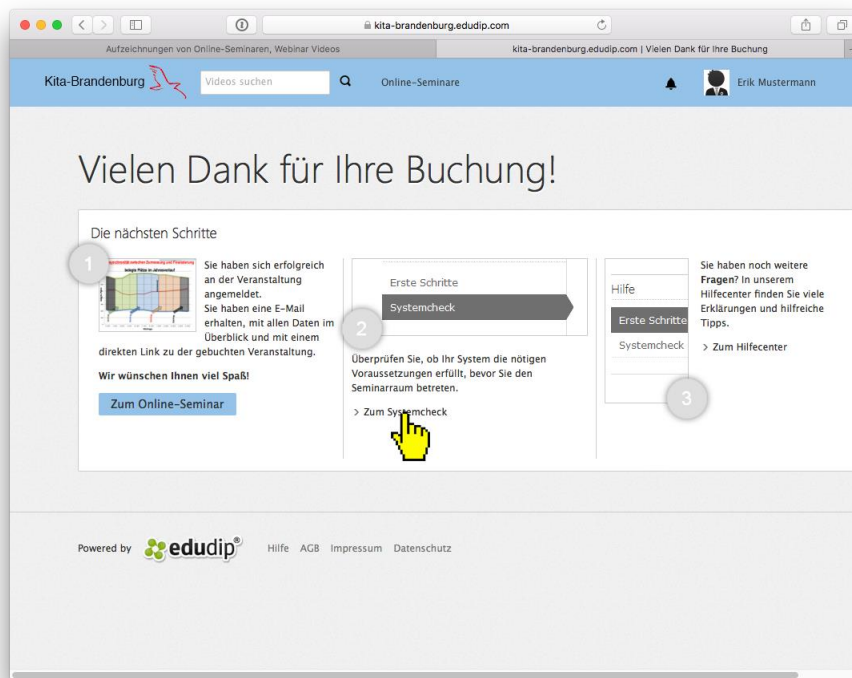 kita-brandenburg.edudip.com
Aufzeichnungen von Online-Seminaren, Webinar Videos
kita-brandenburg.edudip.com | Vielen Dank für Ihre Buchung
Kita-Brandenburg
Videos suchen
Online-Seminare
Erik Mustermann
Vielen Dank für Ihre Buchung!
Die nächsten Schritte
1
Sie haben sich erfolgreich
an der Veranstaltung
angemeldet.
Sie haben eine E-Mail
erhalten, mit allen Daten im
Überblick und mit einem
direkten Link zu der gebuchten Veranstaltung.
Wir wünschen Ihnen viel Spaß!
Zum Online-Seminar
Erste Schritte
Systemcheck
2
Überprüfen Sie, ob Ihr System die nötigen
Voraussetzungen erfüllt, bevor Sie den
Seminarraum betreten.
> Zum Systemcheck
Hilfe
Erste Schritte
Systemcheck
3
Sie haben noch weitere
Fragen? In unserem
Hilfecenter finden Sie viele
Erklärungen und hilfreiche
Tipps.
> Zum Hilfecenter
Powered by
edudip®
Hilfe AGB Impressum Datenschutz